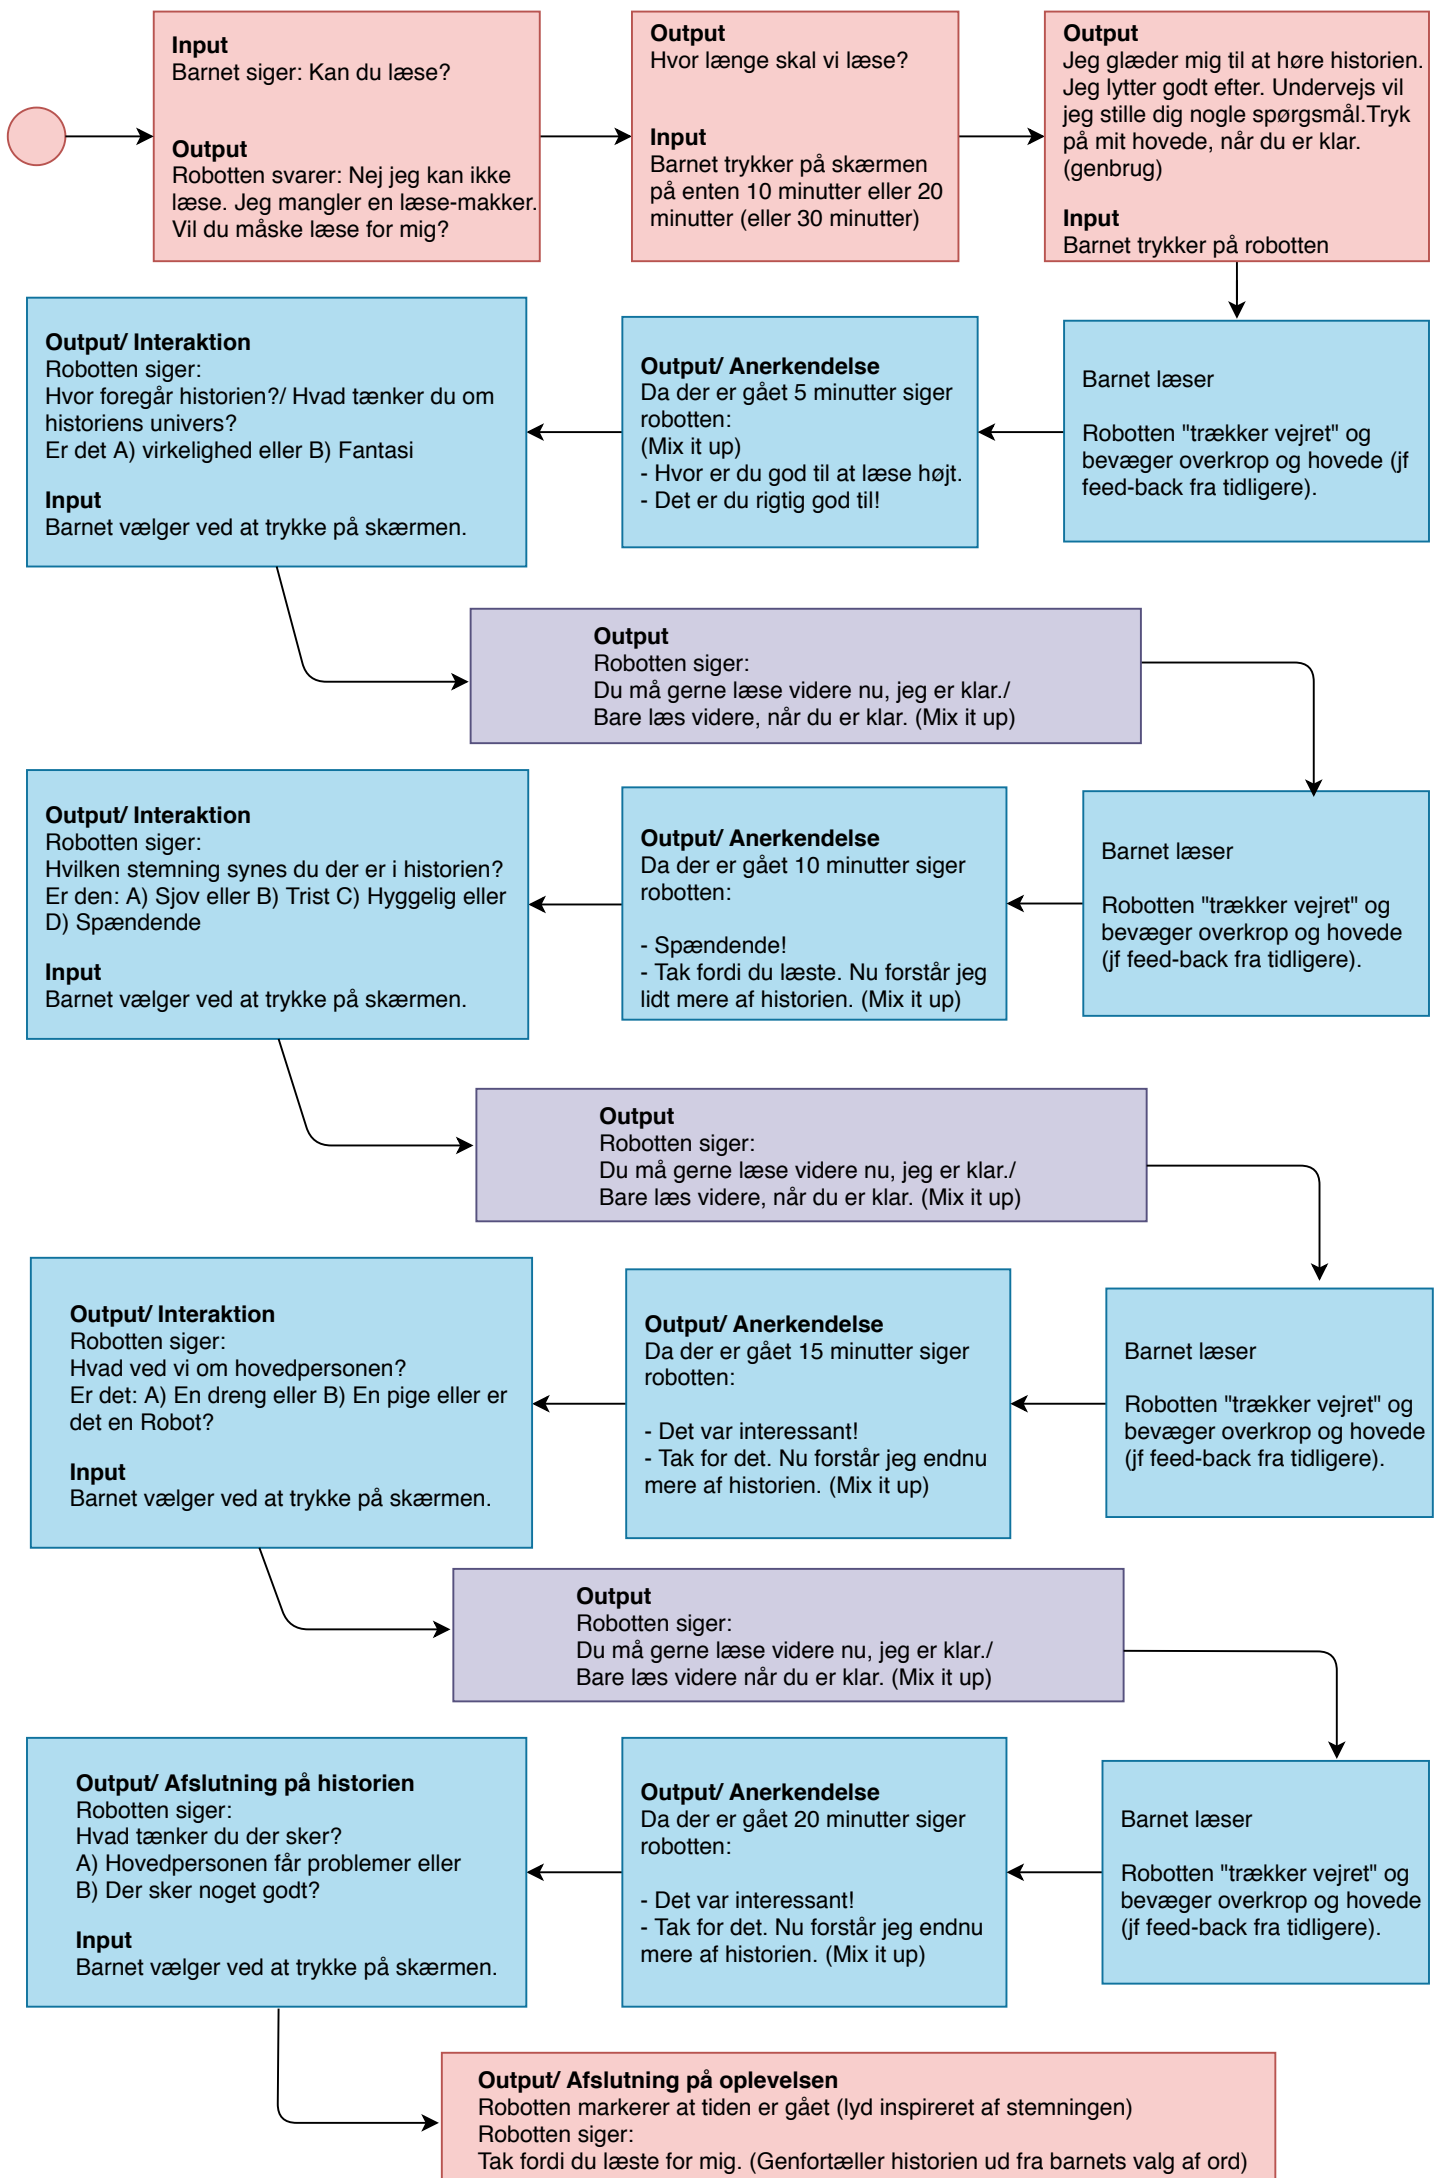 Input
Barnet siger: Kan du læse?
Output
Robotten svarer: Nej jeg kan ikke
læse. Jeg mangler en læse-makker.
Vil du måske læse for mig?
Output
Hvor længe skal vi læse?
Input
Barnet trykker på skærmen
på enten 10 minutter eller 20
minutter (eller 30 minutter)
Output
Jeg glæder mig til at høre historien.
Jeg lytter godt efter. Undervejs vil
jeg stille dig nogle spørgsmål.Tryk
på mit hovede, når du er klar.
(genbrug)
Input
Barnet trykker på robotten
Barnet læser
Robotten "trækker vejret" og
bevæger overkrop og hovede (jf
feed-back fra tidligere).
Output/ Anerkendelse
Da der er gået 5 minutter siger
robotten:
(Mix it up)
- Hvor er du god til at læse højt.
- Det er du rigtig god til!
Output/ Interaktion
Robotten siger:
Hvor foregår historien?/ Hvad tænker du om
historiens univers?
Er det A) virkelighed eller B) Fantasi
Input
Barnet vælger ved at trykke på skærmen.
Output
Robotten siger:
Du må gerne læse videre nu, jeg er klar./
Bare læs videre, når du er klar. (Mix it up)
Barnet læser
Robotten "trækker vejret" og
bevæger overkrop og hovede
(jf feed-back fra tidligere).
Output/ Anerkendelse
Da der er gået 10 minutter siger
robotten:
- Spændende!
- Tak fordi du læste. Nu forstår jeg
lidt mere af historien. (Mix it up)
Output/ Interaktion
Robotten siger:
Hvilken stemning synes du der er i historien?
Er den: A) Sjov eller B) Trist C) Hyggelig eller
D) Spændende
Input
Barnet vælger ved at trykke på skærmen.
Output
Robotten siger:
Du må gerne læse videre nu, jeg er klar./
Bare læs videre, når du er klar. (Mix it up)
Barnet læser
Robotten "trækker vejret" og
bevæger overkrop og hovede
(jf feed-back fra tidligere).
Output/ Anerkendelse
Da der er gået 15 minutter siger
robotten:
- Det var interessant!
- Tak for det. Nu forstår jeg endnu
mere af historien. (Mix it up)
Output/ Interaktion
Robotten siger:
Hvad ved vi om hovedpersonen?
Er det: A) En dreng eller B) En pige eller er
det en Robot?
Input
Barnet vælger ved at trykke på skærmen.
Output
Robotten siger:
Du må gerne læse videre nu, jeg er klar./
Bare læs videre når du er klar. (Mix it up)
Barnet læser
Robotten "trækker vejret" og
bevæger overkrop og hovede
(jf feed-back fra tidligere).
Output/ Anerkendelse
Da der er gået 20 minutter siger
robotten:
- Det var interessant!
- Tak for det. Nu forstår jeg endnu
mere af historien. (Mix it up)
Output/ Afslutning på historien
Robotten siger:
Hvad tænker du der sker?
A) Hovedpersonen får problemer eller
B) Der sker noget godt?
Input
Barnet vælger ved at trykke på skærmen.
Output/ Afslutning på oplevelsen
Robotten markerer at tiden er gået (lyd inspireret af stemningen)
Robotten siger:
Tak fordi du læste for mig. (Genfortæller historien ud fra barnets valg af ord)